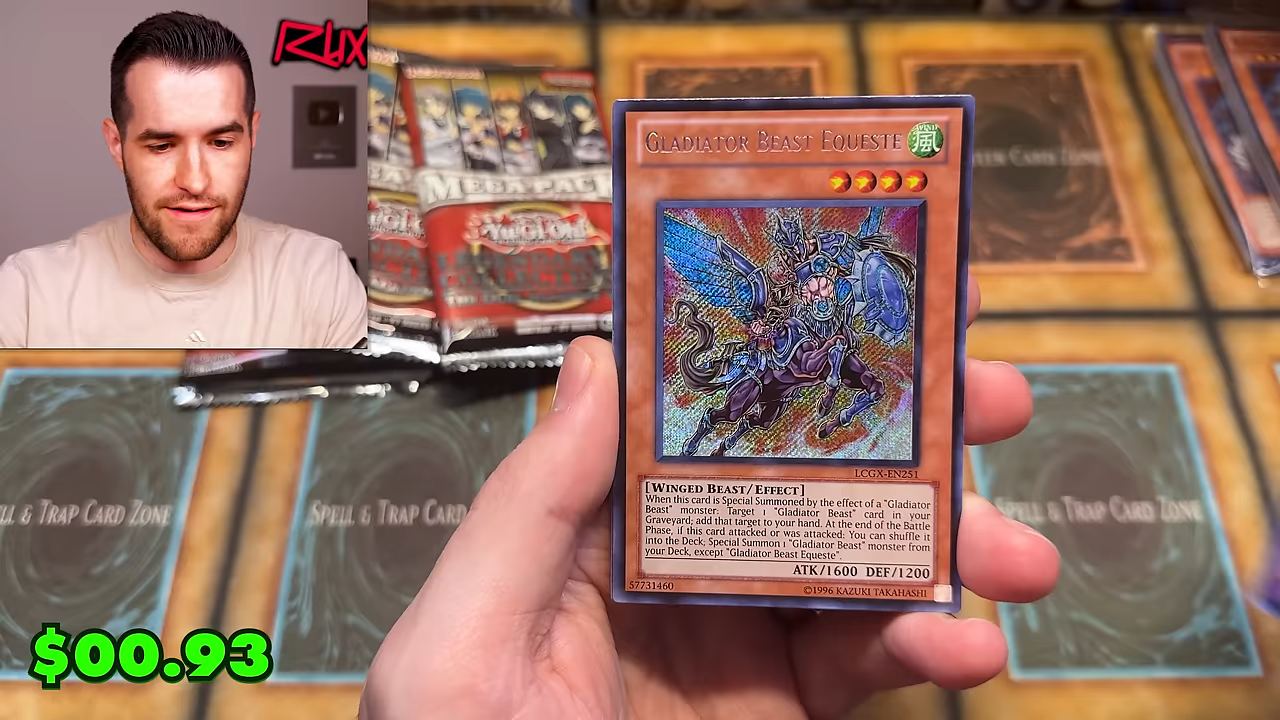 Rhx
MEGA PACK
Yu-Gi-Oh!
GLADIATOR BEAST EQUESTE
WIND
風
LCGX-EN251
[WINGED BEAST/EFFECT]
When this card is Special Summoned by the effect of a "Gladiator
Beast" monster: Target 1 "Gladiator Beast" card in your
Graveyard; add that target to your hand. At the end of the Battle
Phase, if this card attacked or was attacked: You can shuffle it
into the Deck; Special Summon 1 "Gladiator Beast" monster from
your Deck, except "Gladiator Beast Equeste".
ATK/1600 DEF/1200
57731460
©1996 KAZUKI TAKAHASHI
SPELL & TRAP CARD ZONE
SPELL & TRAP CARD
SPELL & TRAP CARD ZONE
$00.93